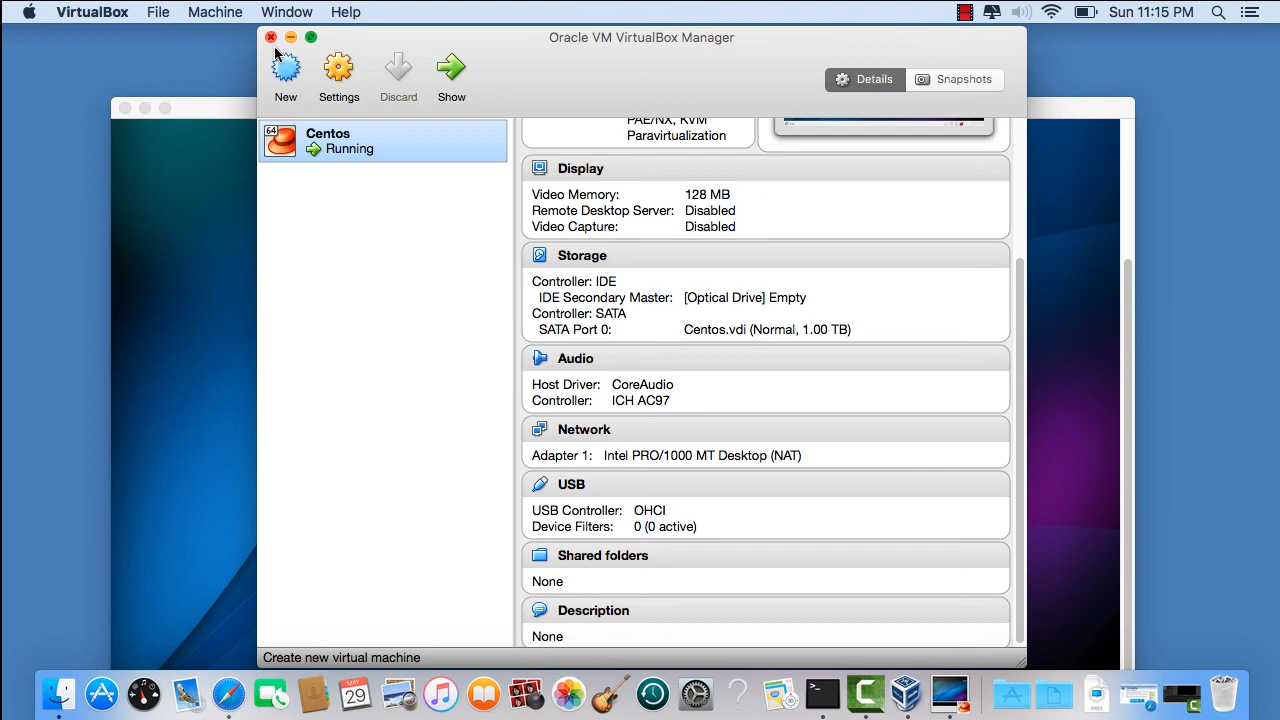 VirtualBox File Machine Window Help Sun 11:15 PM
Oracle VM VirtualBox Manager
New Settings Discard Show Details Snapshots
64 Centos
Running
PAE/NX, KVM
Paravirtualization
Display
Video Memory: 128 MB
Remote Desktop Server: Disabled
Video Capture: Disabled
Storage
Controller: IDE
IDE Secondary Master: [Optical Drive] Empty
Controller: SATA
SATA Port 0: Centos.vdi (Normal, 1.00 TB)
Audio
Host Driver: CoreAudio
Controller: ICH AC97
Network
Adapter 1: Intel PRO/1000 MT Desktop (NAT)
USB
USB Controller: OHCI
Device Filters: 0 (0 active)
Shared folders
None
Description
None
Create new virtual machine
MAY
29